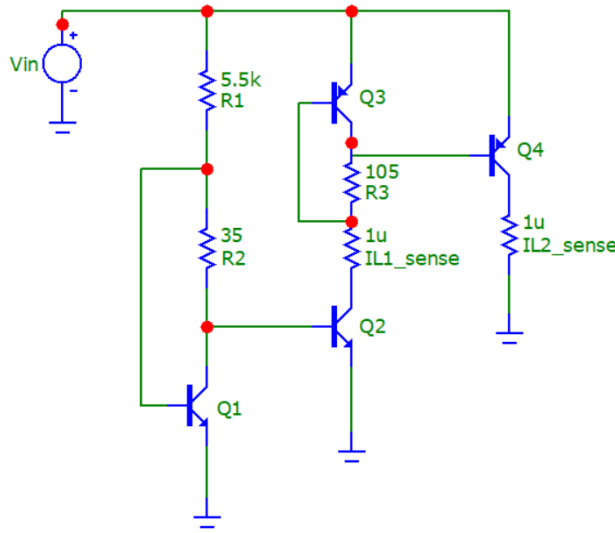 +
Vin
-
5.5k
R1
Q3
Q4
105
R3
35
R2
1u
IL1_sense
1u
IL2_sense
Q2
Q1